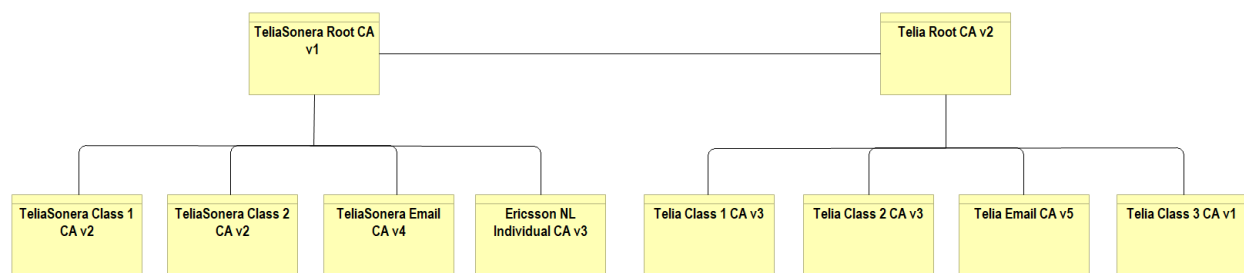 TeliaSonera Root CA
v1
Telia Root CA v2
TeliaSonera Class 1
CA v2
TeliaSonera Class 2
CA v2
TeliaSonera Email
CA v4
Ericsson NL
Individual CA v3
Telia Class 1 CA v3
Telia Class 2 CA v3
Telia Email CA v5
Telia Class 3 CA v1